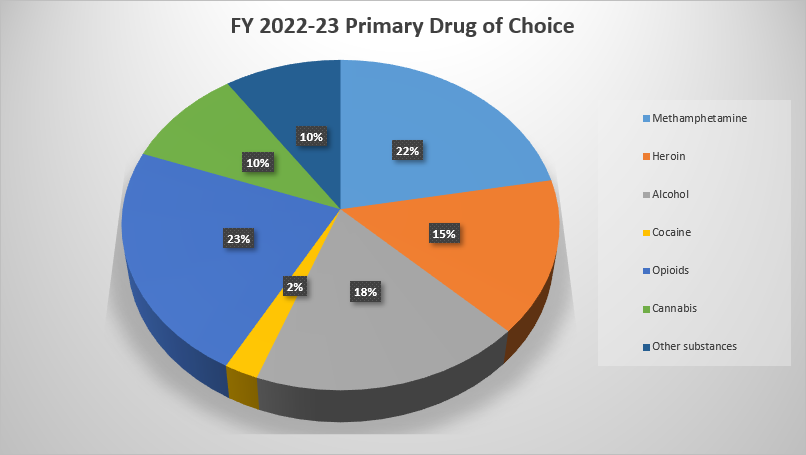 FY 2022-23 Primary Drug of Choice
22%
15%
18%
2%
23%
10%
10%
Methamphetamine
Heroin
Alcohol
Cocaine
Opioids
Cannabis
Other substances